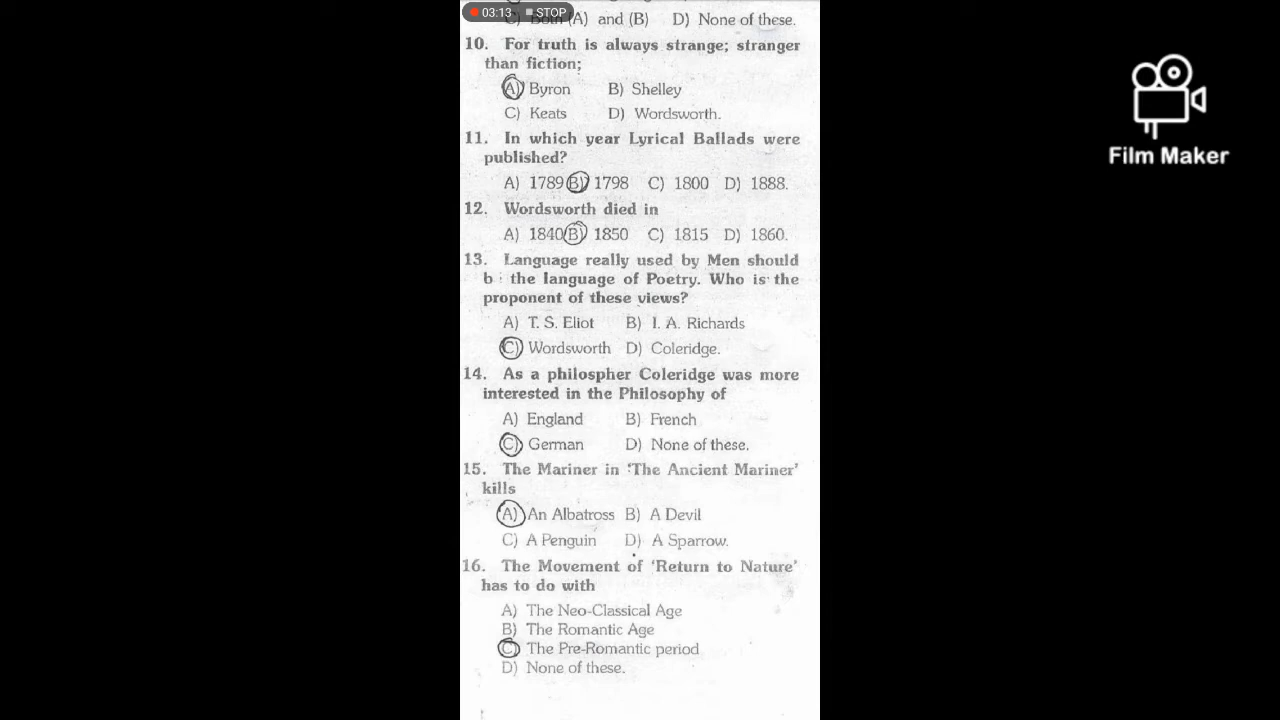 03:13 STOP
C) Both (A) and (B) D) None of these.
10. For truth is always strange; stranger
than fiction;
A) Byron B) Shelley
C) Keats D) Wordsworth.
11. In which year Lyrical Ballads were
published?
A) 1789 B) 1798 C) 1800 D) 1888.
12. Wordsworth died in
A) 1840 B) 1850 C) 1815 D) 1860.
13. Language really used by Men should
b the language of Poetry. Who is the
proponent of these views?
A) T. S. Eliot B) I. A. Richards
C) Wordsworth D) Coleridge.
14. As a philospher Coleridge was more
interested in the Philosophy of
A) England B) French
C) German D) None of these.
15. The Mariner in 'The Ancient Mariner'
kills
A) An Albatross B) A Devil
C) A Penguin D) A Sparrow.
16. The Movement of 'Return to Nature'
has to do with
A) The Neo-Classical Age
B) The Romantic Age
C) The Pre-Romantic period
D) None of these.
Film Maker